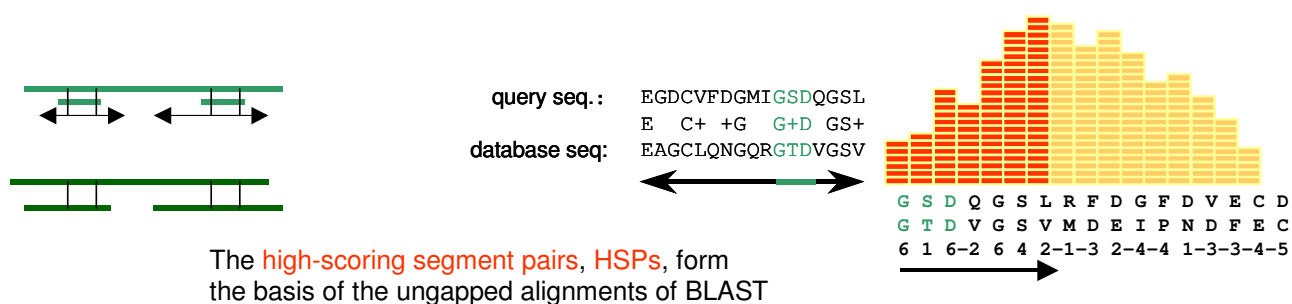 query seq.: EGDCVFDGMIGSDQGSL
E C+ +G G+D GS+
database seq: EAGCLQNGQRGTDVGSV
G S D Q G S L R F D G F D V E C D
G T D V G S V M D E I P N D F E C
6 1 6-2 6 4 2-1-3 2-4-4 1-3-3-4-5
The high-scoring segment pairs, HSPs, form
the basis of the ungapped alignments of BLAST